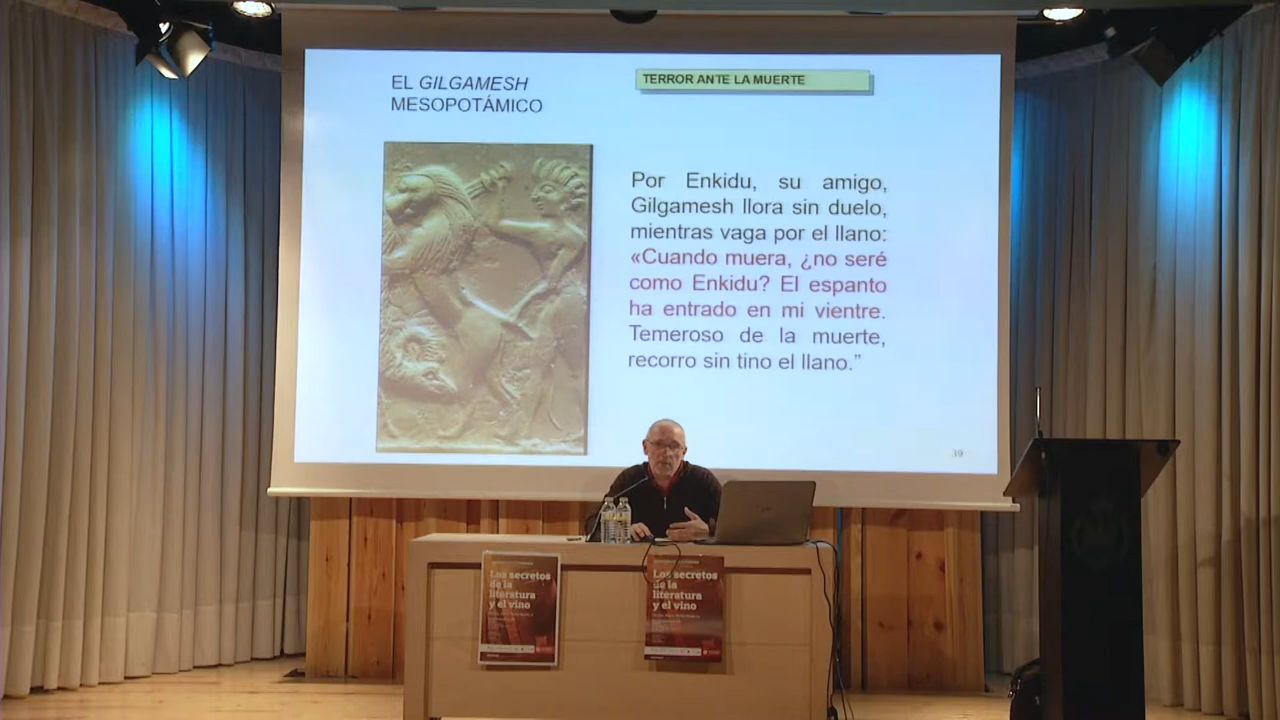 EL GILGAMESH
MESOPOTÁMICO
TERROR ANTE LA MUERTE
Por Enkidu, su amigo,
Gilgamesh llora sin duelo,
mientras vaga por el llano:
«Cuando muera, ¿no seré
como Enkidu? El espanto
ha entrado en mi vientre.
Temeroso de la muerte,
recorro sin tino el llano.”
39
Los secretos
de la
literatura
y el vino
Los secretos
de la
literatura
y el vino